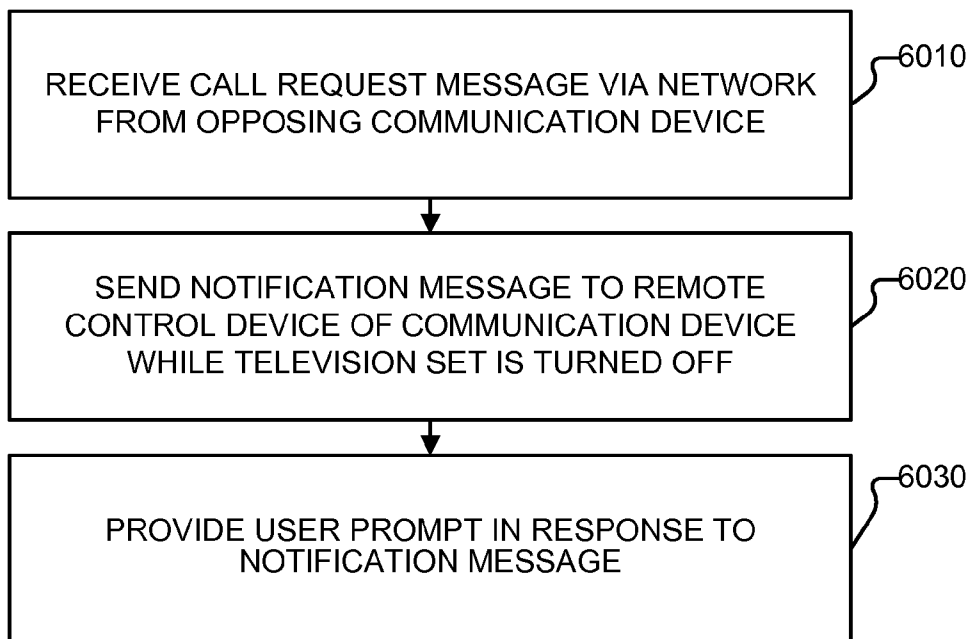 RECEIVE CALL REQUEST MESSAGE VIA NETWORK
FROM OPPOSING COMMUNICATION DEVICE
6010
SEND NOTIFICATION MESSAGE TO REMOTE
CONTROL DEVICE OF COMMUNICATION DEVICE
WHILE TELEVISION SET IS TURNED OFF
6020
PROVIDE USER PROMPT IN RESPONSE TO
NOTIFICATION MESSAGE
6030